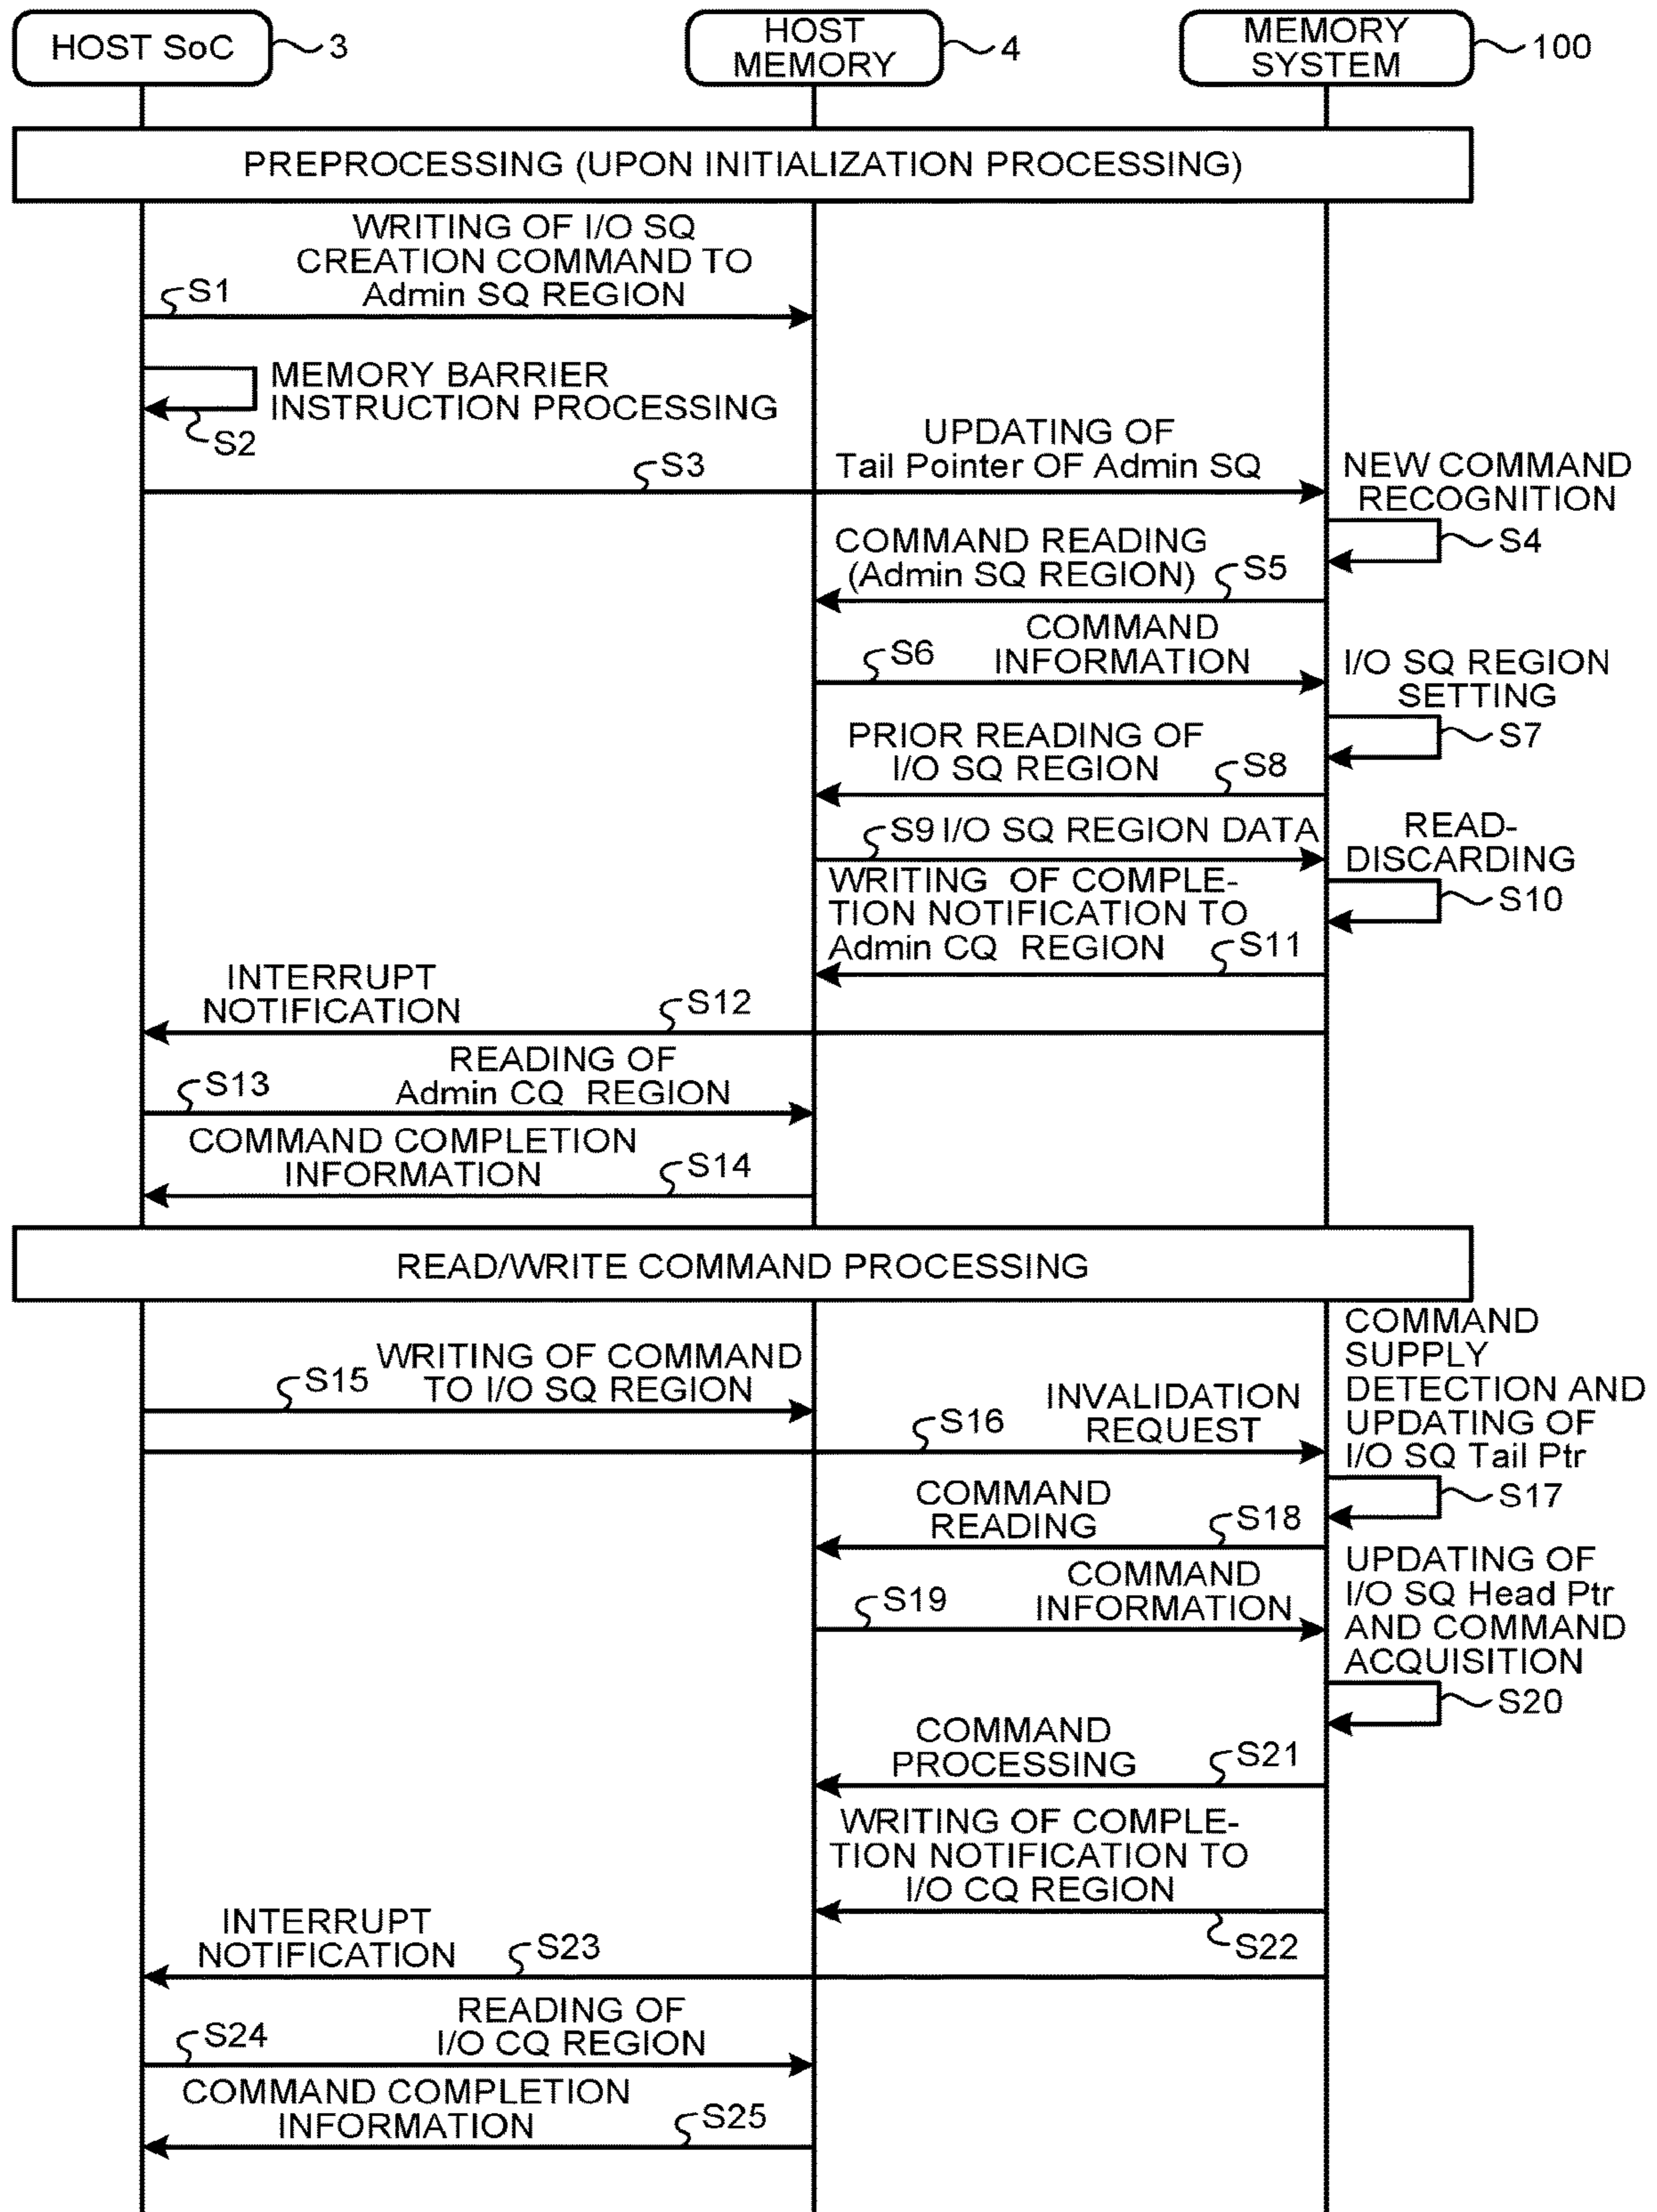 HOST SoC
3
HOST
MEMORY
4
MEMORY
SYSTEM
100
PREPROCESSING (UPON INITIALIZATION PROCESSING)
WRITING OF I/O SQ
CREATION COMMAND TO
Admin SQ REGION
S1
MEMORY BARRIER
INSTRUCTION PROCESSING
S2
UPDATING OF
Tail Pointer OF Admin SQ
S3
NEW COMMAND
RECOGNITION
S4
COMMAND READING
(Admin SQ REGION)
S5
COMMAND
INFORMATION
S6
I/O SQ REGION
SETTING
S7
PRIOR READING OF
I/O SQ REGION
S8
S9 I/O SQ REGION DATA
READ-
DISCARDING
S10
WRITING OF COMPLE-
TION NOTIFICATION TO
Admin CQ REGION
S11
INTERRUPT
NOTIFICATION
S12
READING OF
Admin CQ REGION
S13
COMMAND COMPLETION
INFORMATION
S14
READ/WRITE COMMAND PROCESSING
WRITING OF COMMAND
TO I/O SQ REGION
S15
INVALIDATION
REQUEST
S16
COMMAND
SUPPLY
DETECTION AND
UPDATING OF
I/O SQ Tail Ptr
S17
COMMAND
READING
S18
COMMAND
INFORMATION
S19
UPDATING OF
I/O SQ Head Ptr
AND COMMAND
ACQUISITION
S20
COMMAND
PROCESSING
S21
WRITING OF COMPLE-
TION NOTIFICATION TO
I/O CQ REGION
S22
INTERRUPT
NOTIFICATION
S23
READING OF
I/O CQ REGION
S24
COMMAND COMPLETION
INFORMATION
S25